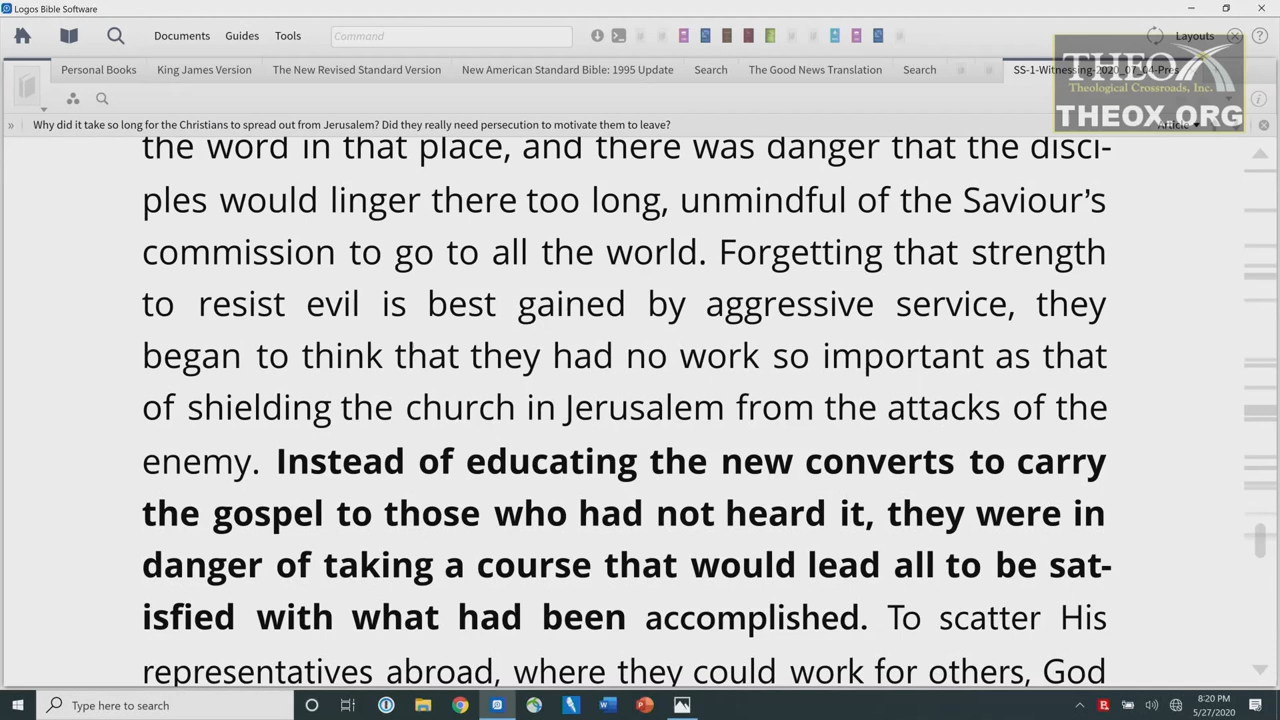 Logos Bible Software
Documents Guides Tools Command Layouts
Personal Books King James Version The New Revised New American Standard Bible: 1995 Update Search The Good News Translation Search SS-1-Witnessing-2020_07_04-Pres
THEOX
Theological Crossroads, Inc.
THEOX.ORG
Why did it take so long for the Christians to spread out from Jerusalem? Did they really need persecution to motivate them to leave? Article
the word in that place, and there was danger that the disci-
ples would linger there too long, unmindful of the Saviour's
commission to go to all the world. Forgetting that strength
to resist evil is best gained by aggressive service, they
began to think that they had no work so important as that
of shielding the church in Jerusalem from the attacks of the
enemy. Instead of educating the new converts to carry
the gospel to those who had not heard it, they were in
danger of taking a course that would lead all to be sat-
isfied with what had been accomplished. To scatter His
representatives abroad, where they could work for others, God
Type here to search
8:20 PM
5/27/2020